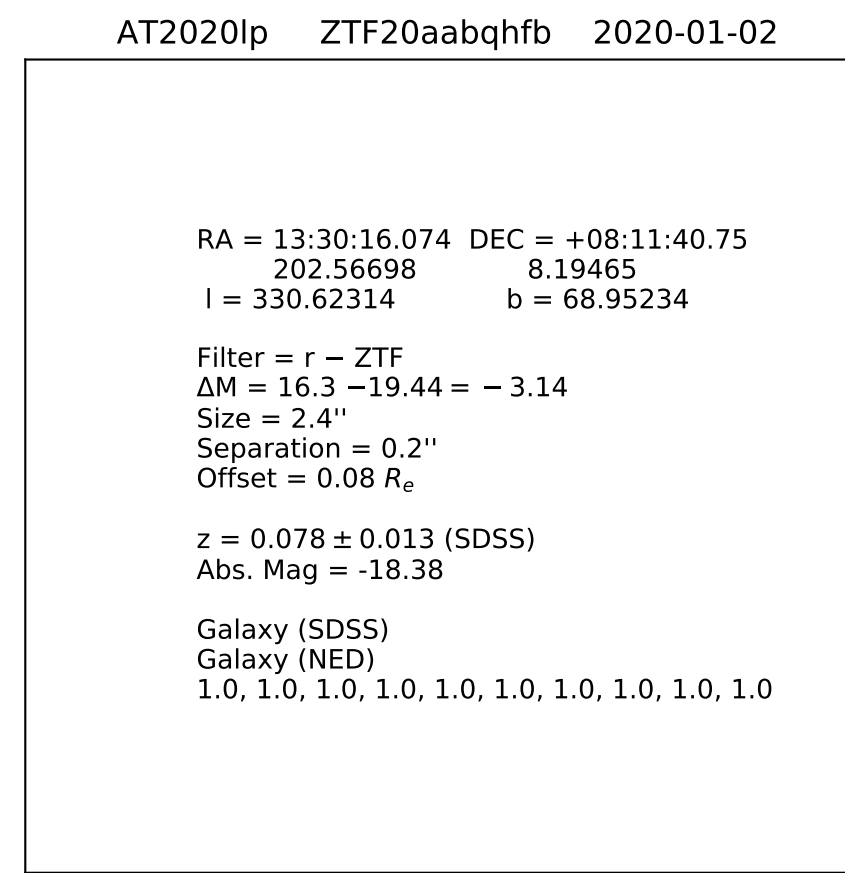 AT2020lp ZTF20aabqhfb 2020-01-02
RA = 13:30:16.074 DEC = +08:11:40.75
202.56698 8.19465
l = 330.62314 b = 68.95234
Filter = r − ZTF
ΔM = 16.3 −19.44 = − 3.14
Size = 2.4''
Separation = 0.2''
Offset = 0.08 Re
z = 0.078 ± 0.013 (SDSS)
Abs. Mag = -18.38
Galaxy (SDSS)
Galaxy (NED)
1.0, 1.0, 1.0, 1.0, 1.0, 1.0, 1.0, 1.0, 1.0, 1.0